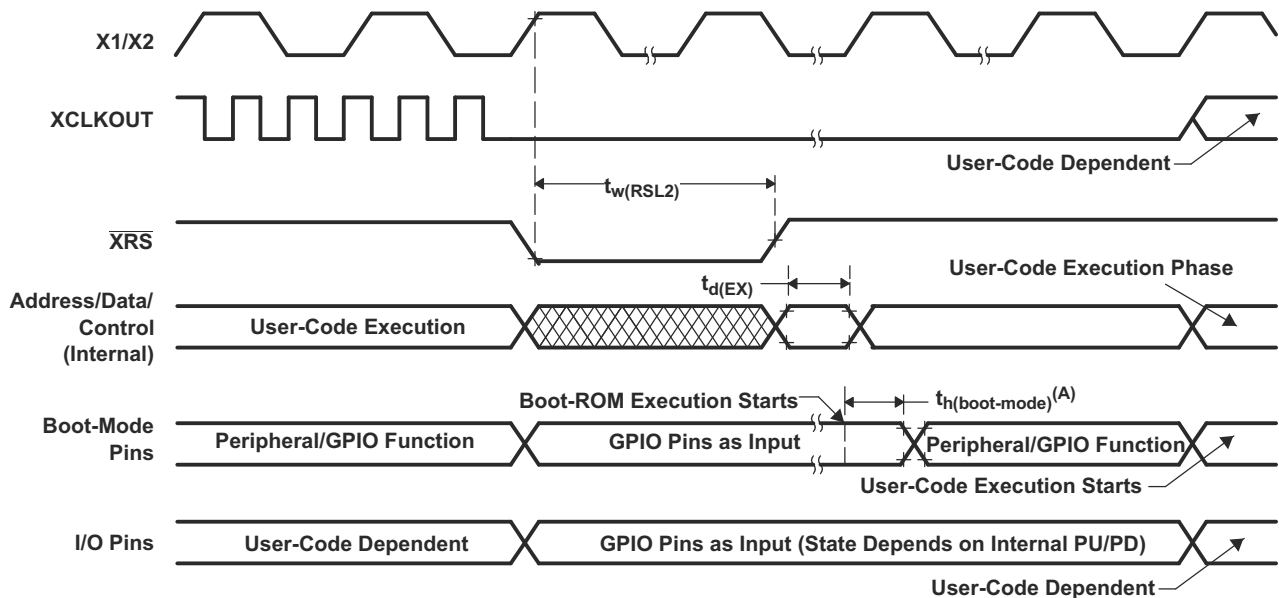 X1/X2
XCLKOUT
User-Code Dependent
tw(RSL2)
XRS
User-Code Execution Phase
td(EX)
Address/Data/
Control
(Internal)
User-Code Execution
Boot-ROM Execution Starts
th(boot-mode)(A)
Boot-Mode
Pins
Peripheral/GPIO Function
GPIO Pins as Input
Peripheral/GPIO Function
User-Code Execution Starts
I/O Pins
User-Code Dependent
GPIO Pins as Input (State Depends on Internal PU/PD)
User-Code Dependent